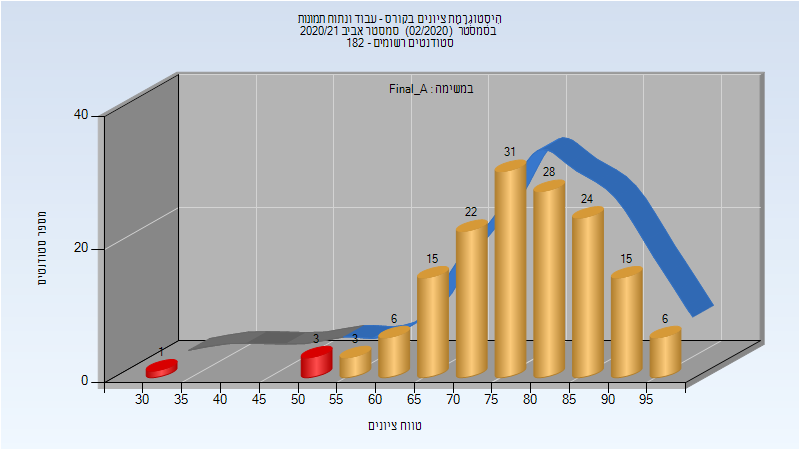 היסטוגרמת ציונים בקורס - עבוד ונתוח תמונות
בסמסטר (02/2020) סמסטר אביב 2020/21
סטודנטים רשומים - 182
במשימה : Final_A
40
20
0
מספר סטודנטים
1
3
3
6
15
22
31
28
24
15
6
30 35 40 45 50 55 60 65 70 75 80 85 90 95
טווח ציונים